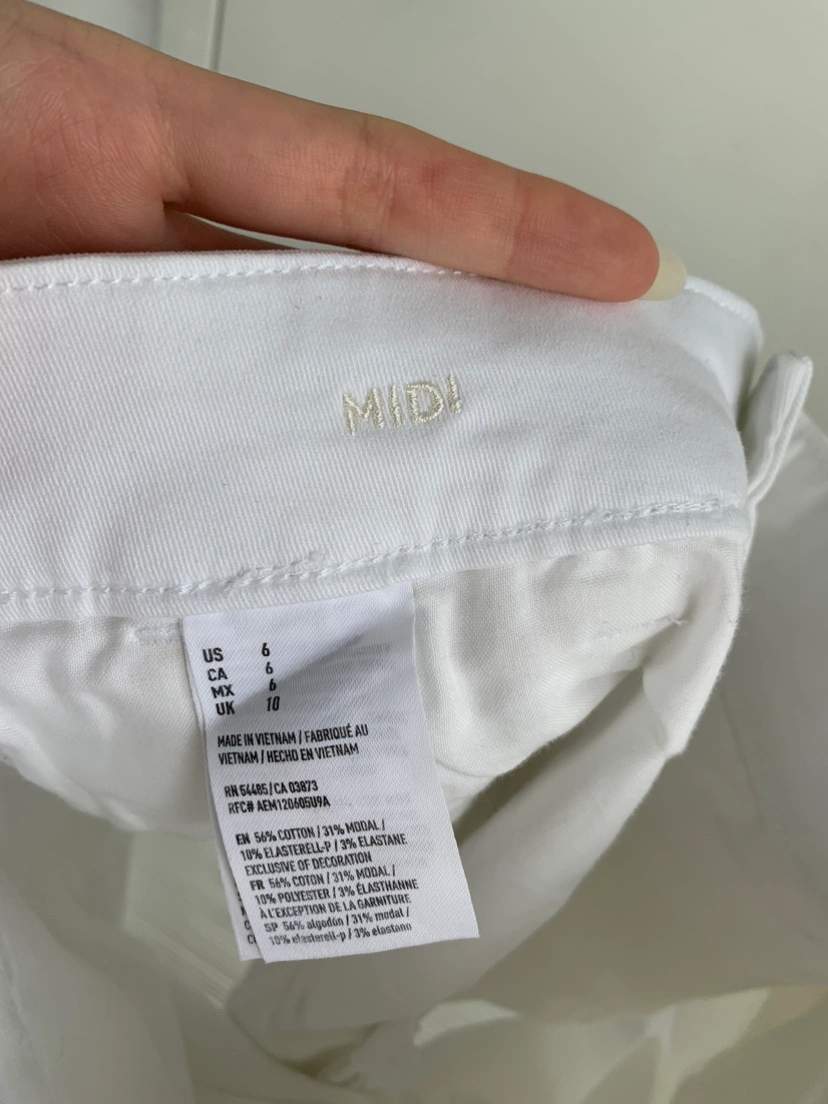 MIDI
US 6
CA 6
MX 6
UK 10
MADE IN VIETNAM / FABRIQUÉ AU
VIETNAM / HECHO EN VIETNAM
RN 54485/CA 03873
RFC# AEM120605U9A
EN 56% COTTON / 31% MODAL /
10% ELASTERELL-P / 3% ELASTANE
EXCLUSIVE OF DECORATION
FR 56% COTON / 31% MODAL /
10% POLYESTER / 3% ÉLASTHANNE
À L'EXCEPTION DE LA GARNITURE
SP 56% algodón / 31% modal /
10% elasterell-p / 3% elastano